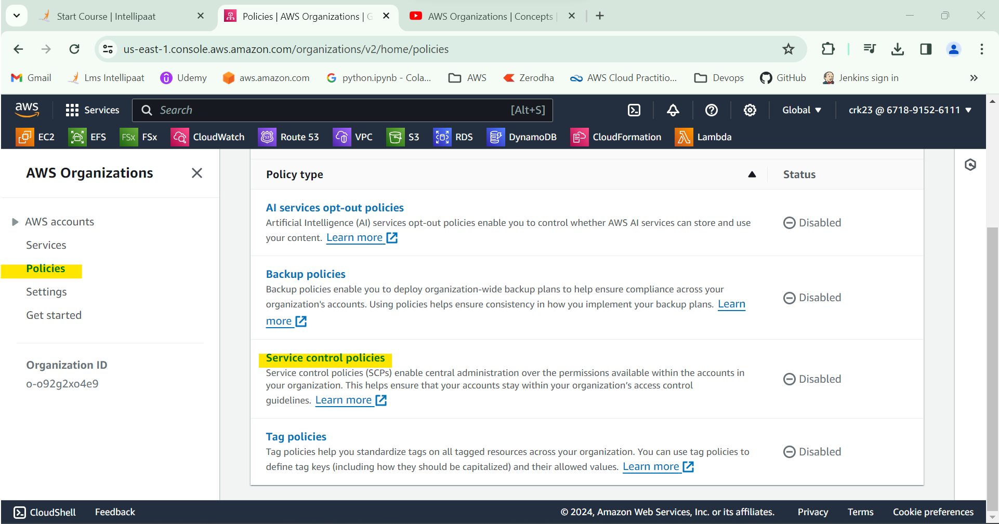 Start Course | Intellipaat
Policies | AWS Organizations | G
AWS Organizations | Concepts |
us-east-1.console.aws.amazon.com/organizations/v2/home/policies
Gmail
Lms Intellipaat
Udemy
aws.amazon.com
python.ipynb - Cola...
AWS
Zerodha
AWS Cloud Practitio...
Devops
GitHub
Jenkins sign in
aws
Services
Search
[Alt+S]
Global
crk23 @ 6718-9152-6111
EC2
EFS
FSx
FSx
CloudWatch
53
Route 53
VPC
S3
RDS
DynamoDB
CloudFormation
Lambda
AWS Organizations
AWS accounts
Services
Policies
Settings
Get started
Organization ID
o-o92g2xo4e9
Policy type
Status
AI services opt-out policies
Artificial Intelligence (AI) services opt-out policies enable you to control whether AWS AI services can store and use
your content. Learn more
Disabled
Backup policies
Backup policies enable you to deploy organization-wide backup plans to help ensure compliance across your
organization's accounts. Using policies helps ensure consistency in how you implement your backup plans. Learn
more
Disabled
Service control policies
Service control policies (SCPs) enable central administration over the permissions available within the accounts in
your organization. This helps ensure that your accounts stay within your organization’s access control
guidelines. Learn more
Disabled
Tag policies
Tag policies help you standardize tags on all tagged resources across your organization. You can use tag policies to
define tag keys (including how they should be capitalized) and their allowed values. Learn more
Disabled
CloudShell
Feedback
© 2024, Amazon Web Services, Inc. or its affiliates.
Privacy
Terms
Cookie preferences